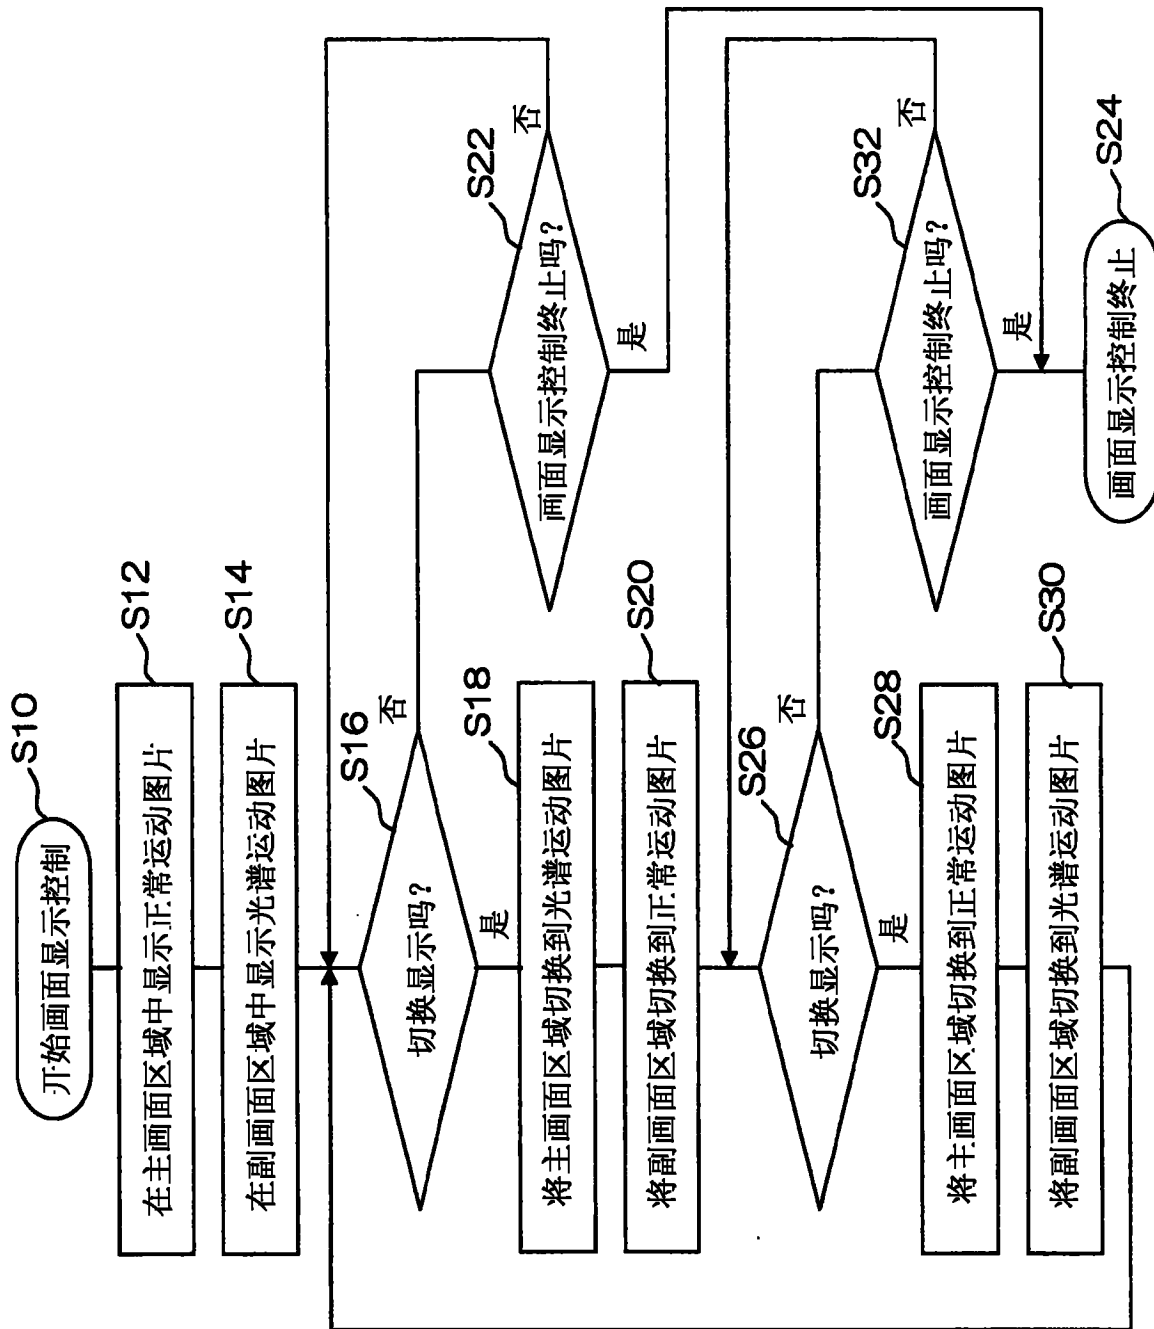 S10
开始画面显示控制
S12
在主画面区域中显示正常运动图片
S14
在副画面区域中显示光谱运动图片
S16
切换显示吗?
否
是
S22
画面显示控制终止吗?
否
是
S18
将主画面区域切换到光谱运动图片
S20
将副画面区域切换到正常运动图片
S26
切换显示吗?
否
是
S32
画面显示控制终止吗?
否
是
S28
将主画面区域切换到正常运动图片
S30
将副画面区域切换到光谱运动图片
S24
画面显示控制终止